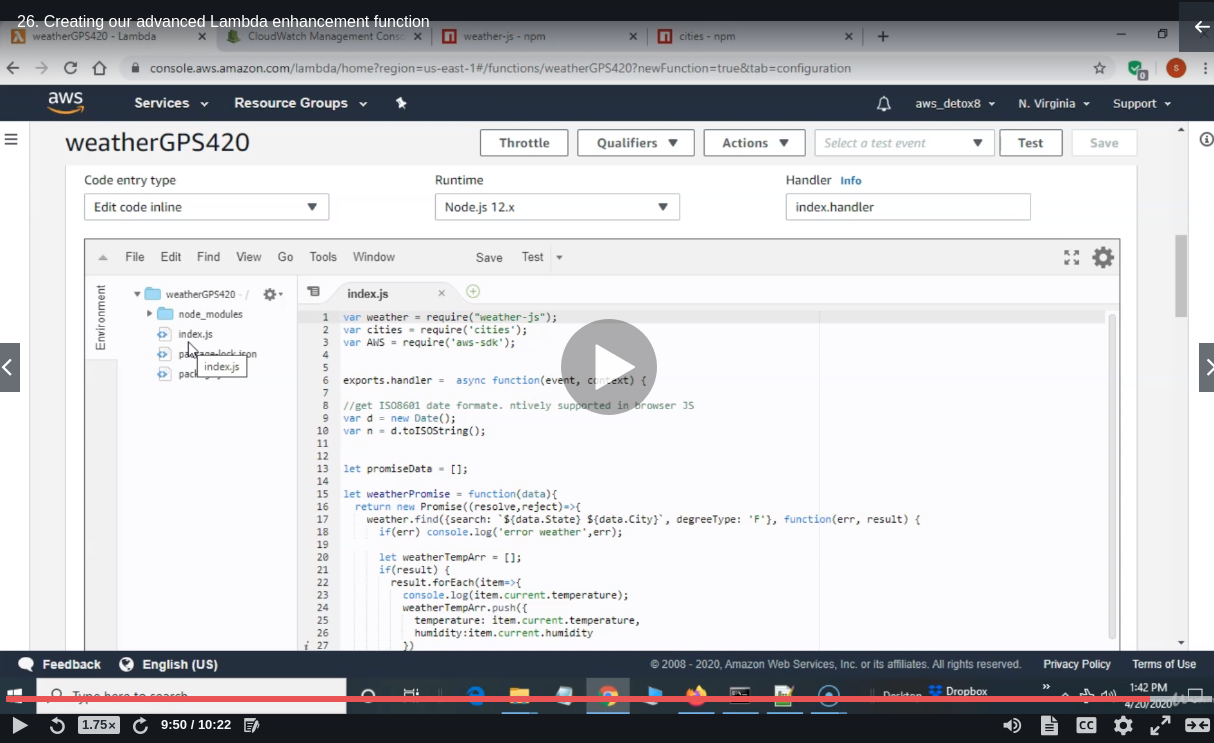 26. Creating our advanced Lambda enhancement function
weatherGPS420 - Lambda
CloudWatch Management Conso
weather-js - npm
cities - npm
console.aws.amazon.com/lambda/home?region=us-east-1#/functions/weatherGPS420?newFunction=true&tab=configuration
0
S
aws
Services
Resource Groups
aws_detox8
N. Virginia
Support
weatherGPS420
Throttle
Qualifiers
Actions
Select a test event
Test
Save
Code entry type
Runtime
Handler Info
Edit code inline
Node.js 12.x
index.handler
File Edit Find View Go Tools Window Save Test
Environment
weatherGPS420 - /
node_modules
index.js
package-lock.json
index.js
index.js
1 var weather = require("weather-js");
2 var cities = require('cities');
3 var AWS = require('aws-sdk');
4
5
6 exports.handler =  async function(event, context) {
7
8 //get ISO8601 date formate. ntively supported in browser JS
9 var d = new Date();
10 var n = d.toISOString();
11
12
13 let promiseData = [];
14
15 let weatherPromise = function(data){
16 return new Promise((resolve,reject)=>{
17 weather.find({search: `${data.State} ${data.City}`, degreeType: 'F'}, function(err, result) {
18 if(err) console.log('error weather',err);
19
20 let weatherTempArr = [];
21 if(result) {
22 result.forEach(item=>{
23 console.log(item.current.temperature);
24 weatherTempArr.push({
25 temperature: item.current.temperature,
26 humidity:item.current.humidity
i 27 })
Feedback
English (US)
© 2008 - 2020, Amazon Web Services, Inc. or its affiliates. All rights reserved.
Privacy Policy
Terms of Use
Type here to search
Desktop
Dropbox
1:42 PM
4/20/2020
1.75×
9:50 / 10:22
CC